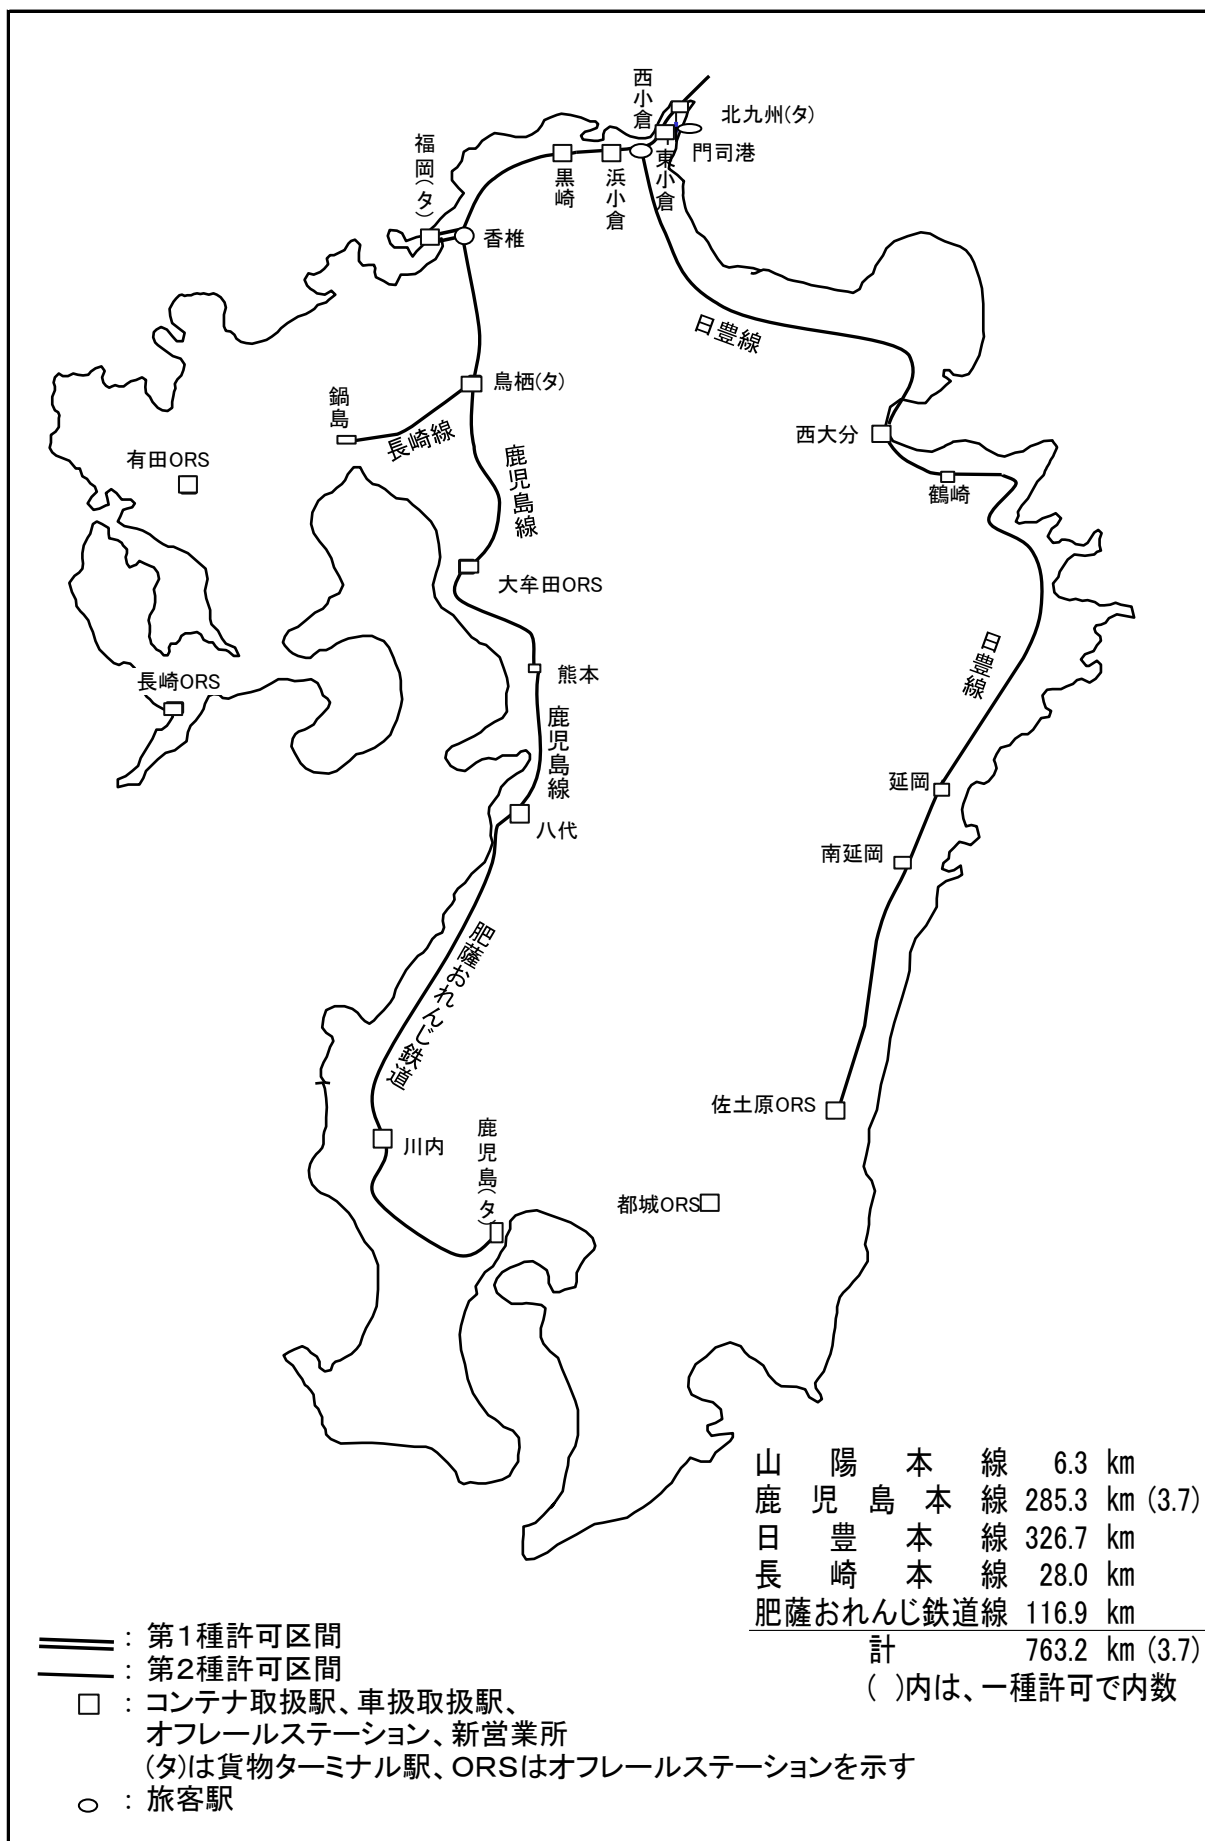 西小倉
北九州(タ)
門司港
福岡(タ)
黒崎
浜小倉
東小倉
香椎
日豊線
鳥栖(タ)
鍋島
長崎線
西大分
有田ORS
鹿児島線
鶴崎
大牟田ORS
日豊線
熊本
長崎ORS
鹿児島線
延岡
八代
南延岡
肥薩おれんじ鉄道
佐土原ORS
川内
鹿児島(タ)
都城ORS
山陽本線 6.3 km
鹿児島本線 285.3 km (3.7)
日豊本線 326.7 km
長崎本線 28.0 km
肥薩おれんじ鉄道線 116.9 km
計 763.2 km (3.7)
( )内は、一種許可で内数
: 第1種許可区間
: 第2種許可区間
: コンテナ取扱駅、車扱取扱駅、
オフレールステーション、新営業所
(タ)は貨物ターミナル駅、ORSはオフレールステーションを示す
: 旅客駅